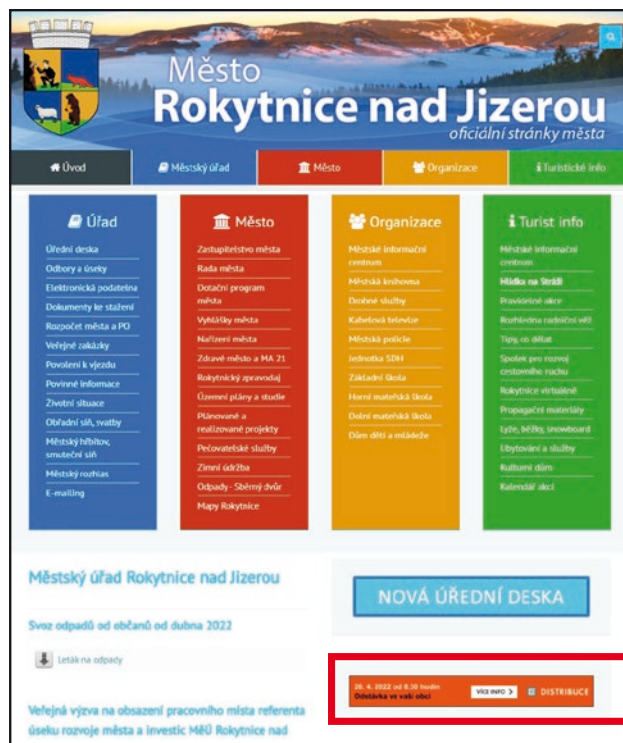 Město
Rokytnice nad Jizerou
oficiální stránky města
Úvod
Městský úřad
Město
Organizace
Turistické info
Úřad
Úřední deska
Odbory a úseky
Elektronická podatelna
Dokumenty ke stažení
Rozpočet města a PO
Veřejné zakázky
Povolení k vjezdu
Povinné informace
Životní situace
Obřadní síň, svatby
Městský hřbitov,
smuteční síň
Městský rozhlas
E-mailing
Město
Zastupitelstvo města
Rada města
Dotační program
města
Vyhlášky města
Nařízení města
Zdravé město a MA 21
Rokytnický zpravodaj
Územní plány a studie
Plánované a
realizované projekty
Pečovatelské služby
Zimní údržba
Odpady - Sběrný dvůr
Mapy Rokytnice
Organizace
Městské informační
centrum
Městská knihovna
Drobné služby
Kabelová televize
Městská policie
Jednotka SDH
Základní škola
Horní mateřská škola
Dolní mateřská škola
Dům dětí a mládeže
Turist info
Městské informační
centrum
Hlídka na Stráži
Pravidelné akce
Rozhledna radniční věž
Tipy, co dělat
Spolek pro rozvoj
cestovního ruchu
Rokytnice virtuálně
Propagační materiály
Lyže, běžky, snowboard
Ubytování a služby
Kulturní dům
Kalendář akcí
Městský úřad Rokytnice nad Jizerou
Svoz odpadů od občanů od dubna 2022
Leták na odpady
Veřejná výzva na obsazení pracovního místa referenta
úseku rozvoje města a investic MěÚ Rokytnice nad
NOVÁ ÚŘEDNÍ DESKA
20. 4. 2022 od 8.30 hodin
Odstávka ve vaší obci
VÍCE INFO
DISTRIBUCE